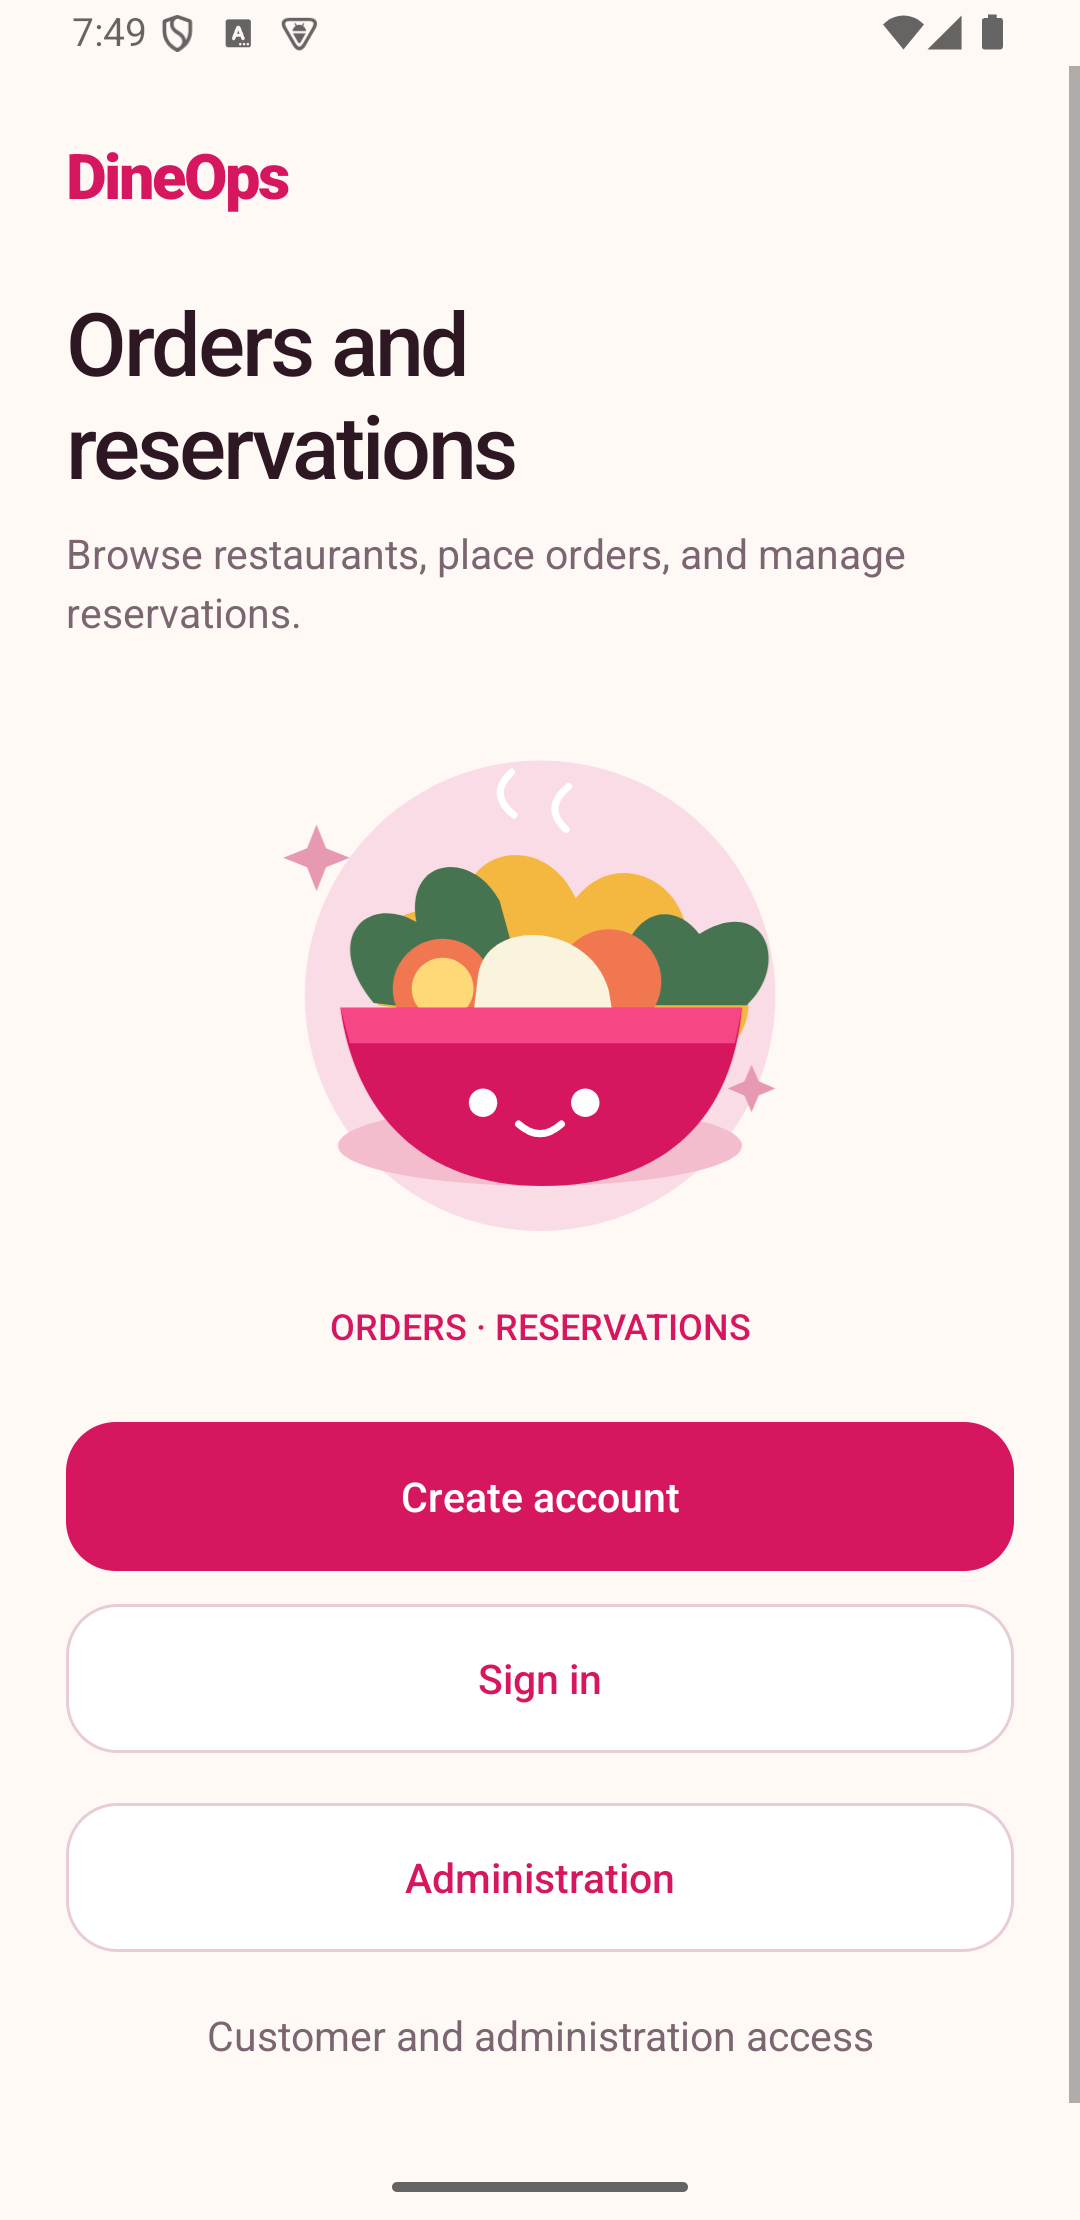 7:49
DineOps
Orders and
reservations
Browse restaurants, place orders, and manage
reservations.
ORDERS · RESERVATIONS
Create account
Sign in
Administration
Customer and administration access